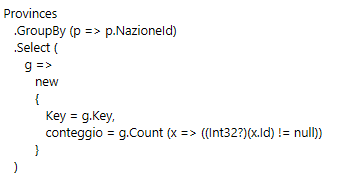 Provinces
.GroupBy (p => p.NazioneId)
.Select (
g =>
new
{
Key = g.Key,
conteggio = g.Count (x => ((Int32?)(x.Id) != null))
}
)